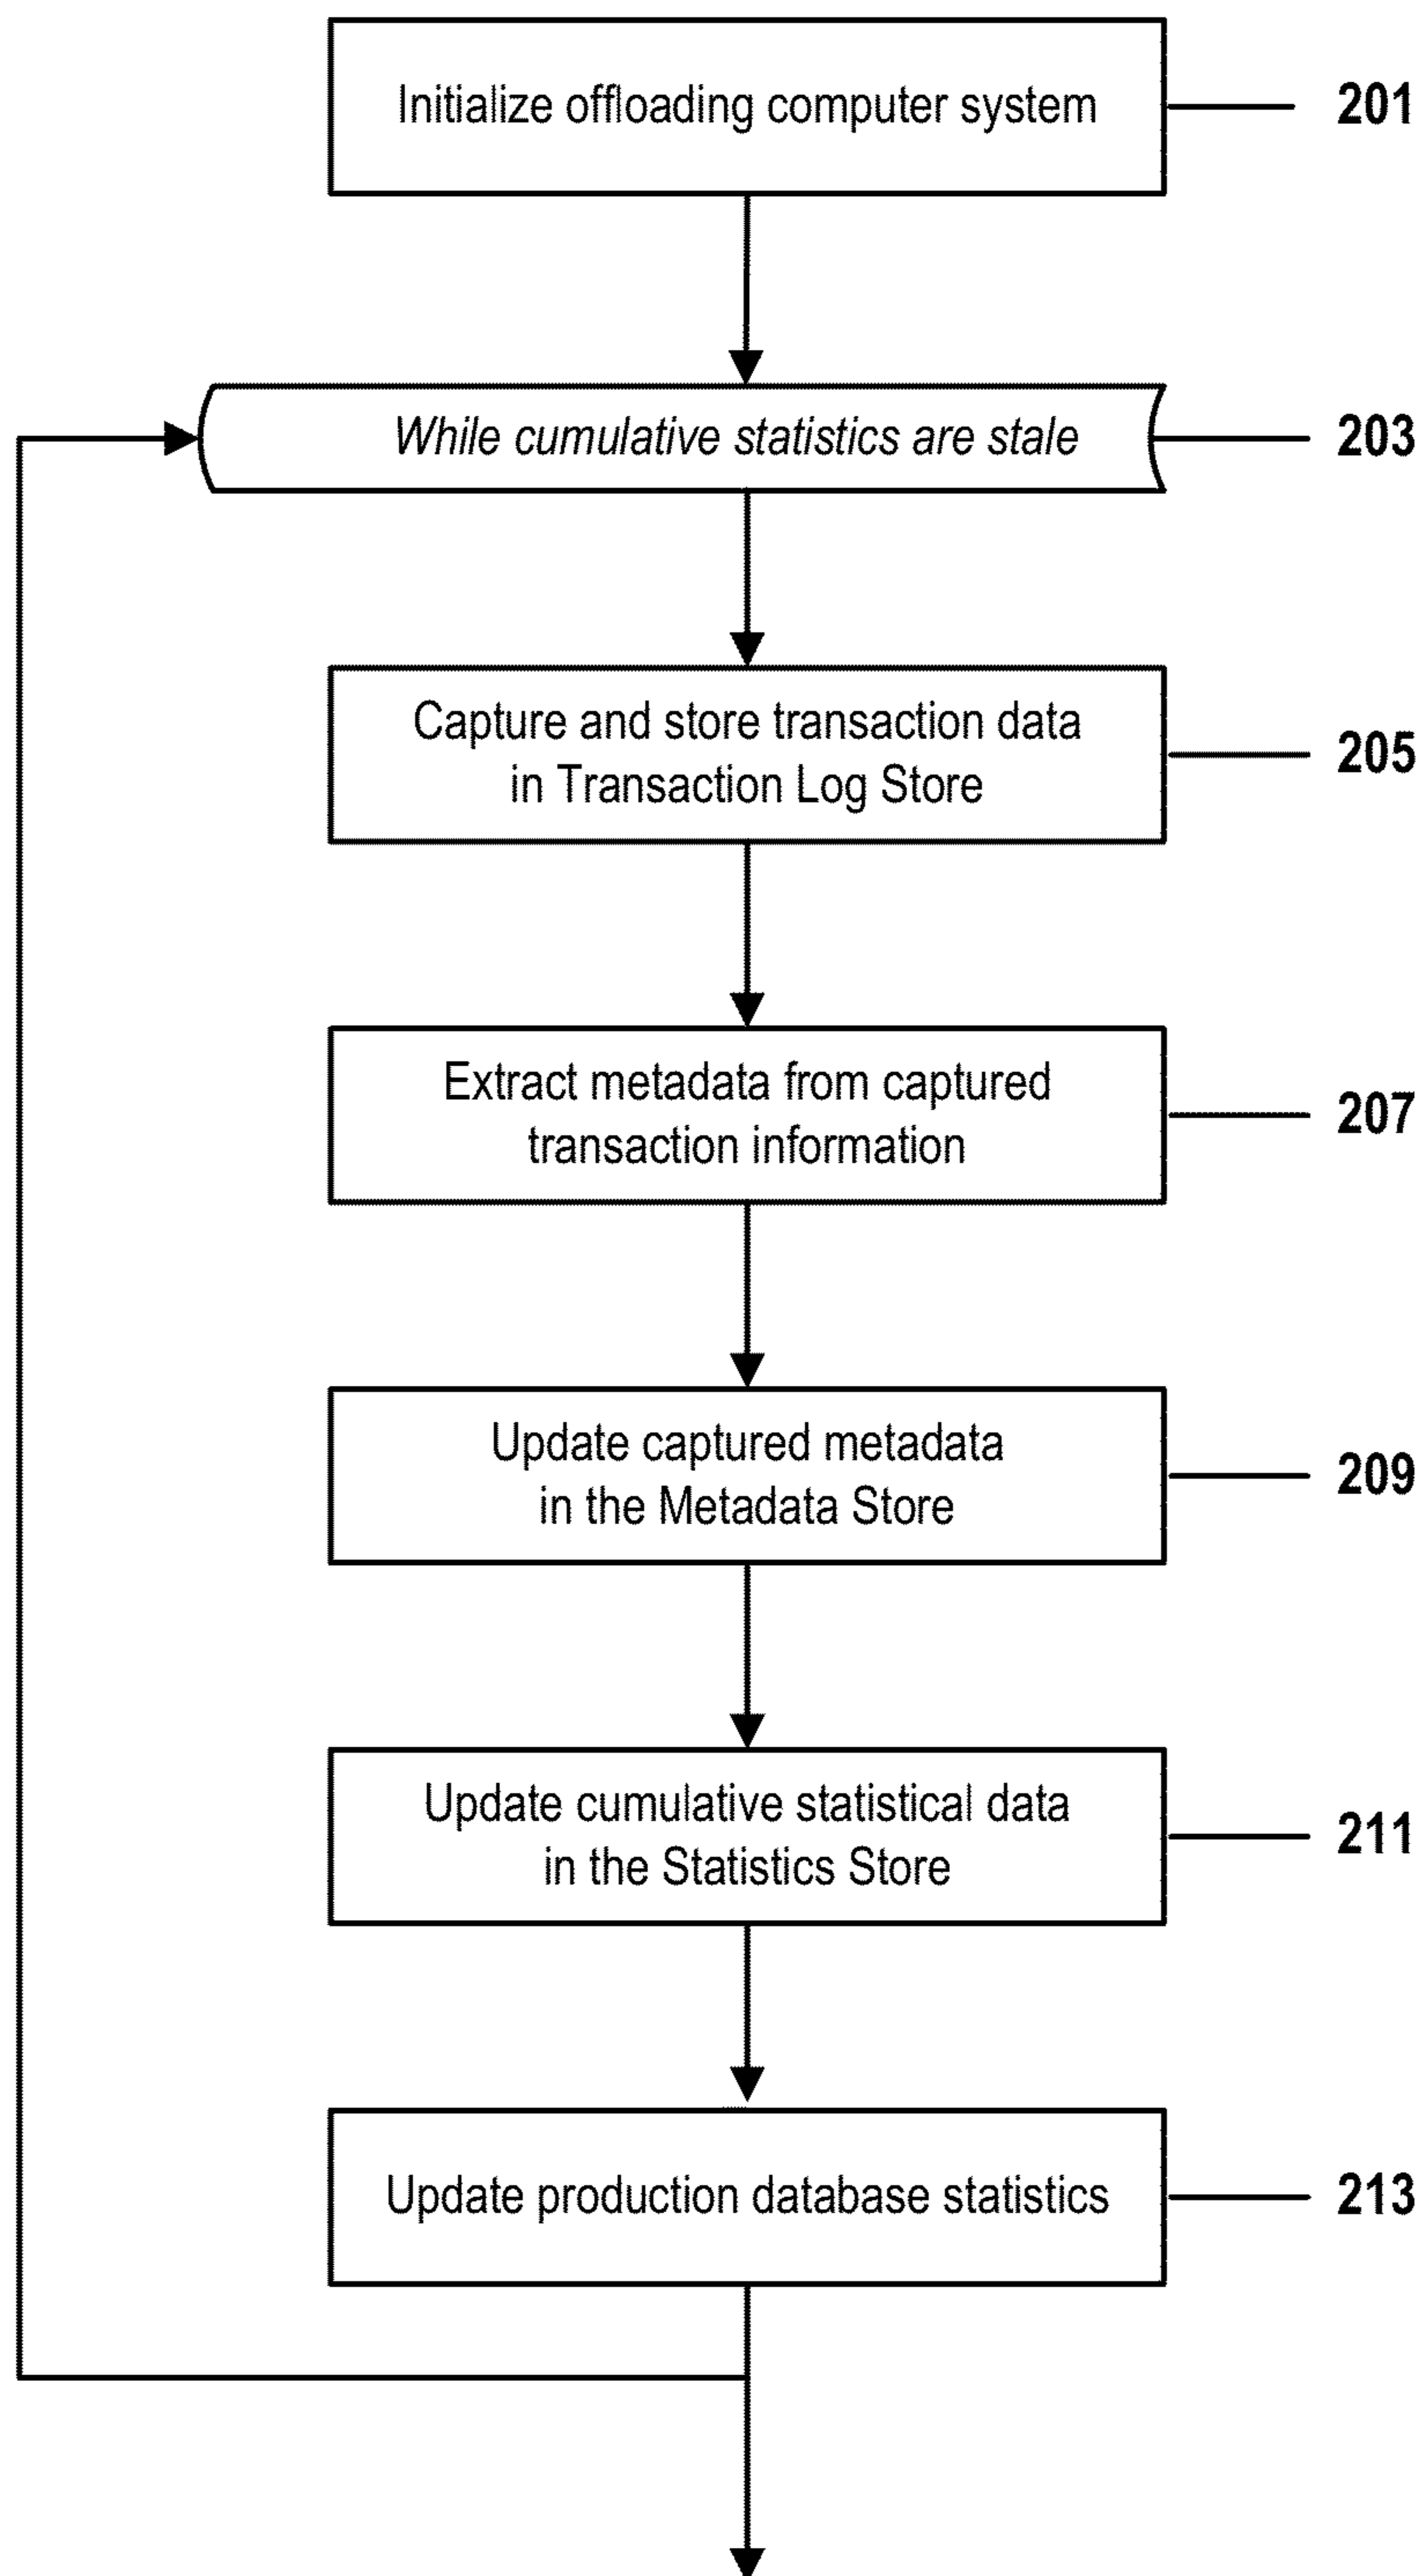 Initialize offloading computer system
201
While cumulative statistics are stale
203
Capture and store transaction data
in Transaction Log Store
205
Extract metadata from captured
transaction information
207
Update captured metadata
in the Metadata Store
209
Update cumulative statistical data
in the Statistics Store
211
Update production database statistics
213